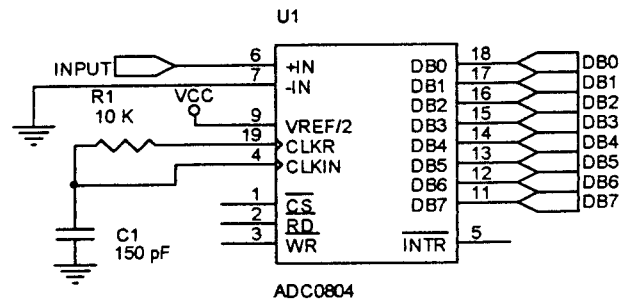 U1
INPUT 6 +IN DB0 18 DB0
7 -IN DB1 17 DB1
R1 VCC DB2 16 DB2
10 K 9 VREF/2 DB3 15 DB3
19 CLKR DB4 14 DB4
4 CLKIN DB5 13 DB5
DB6 12 DB6
1 CS DB7 11 DB7
2 RD
C1 3 WR INTR 5
150 pF
ADC0804